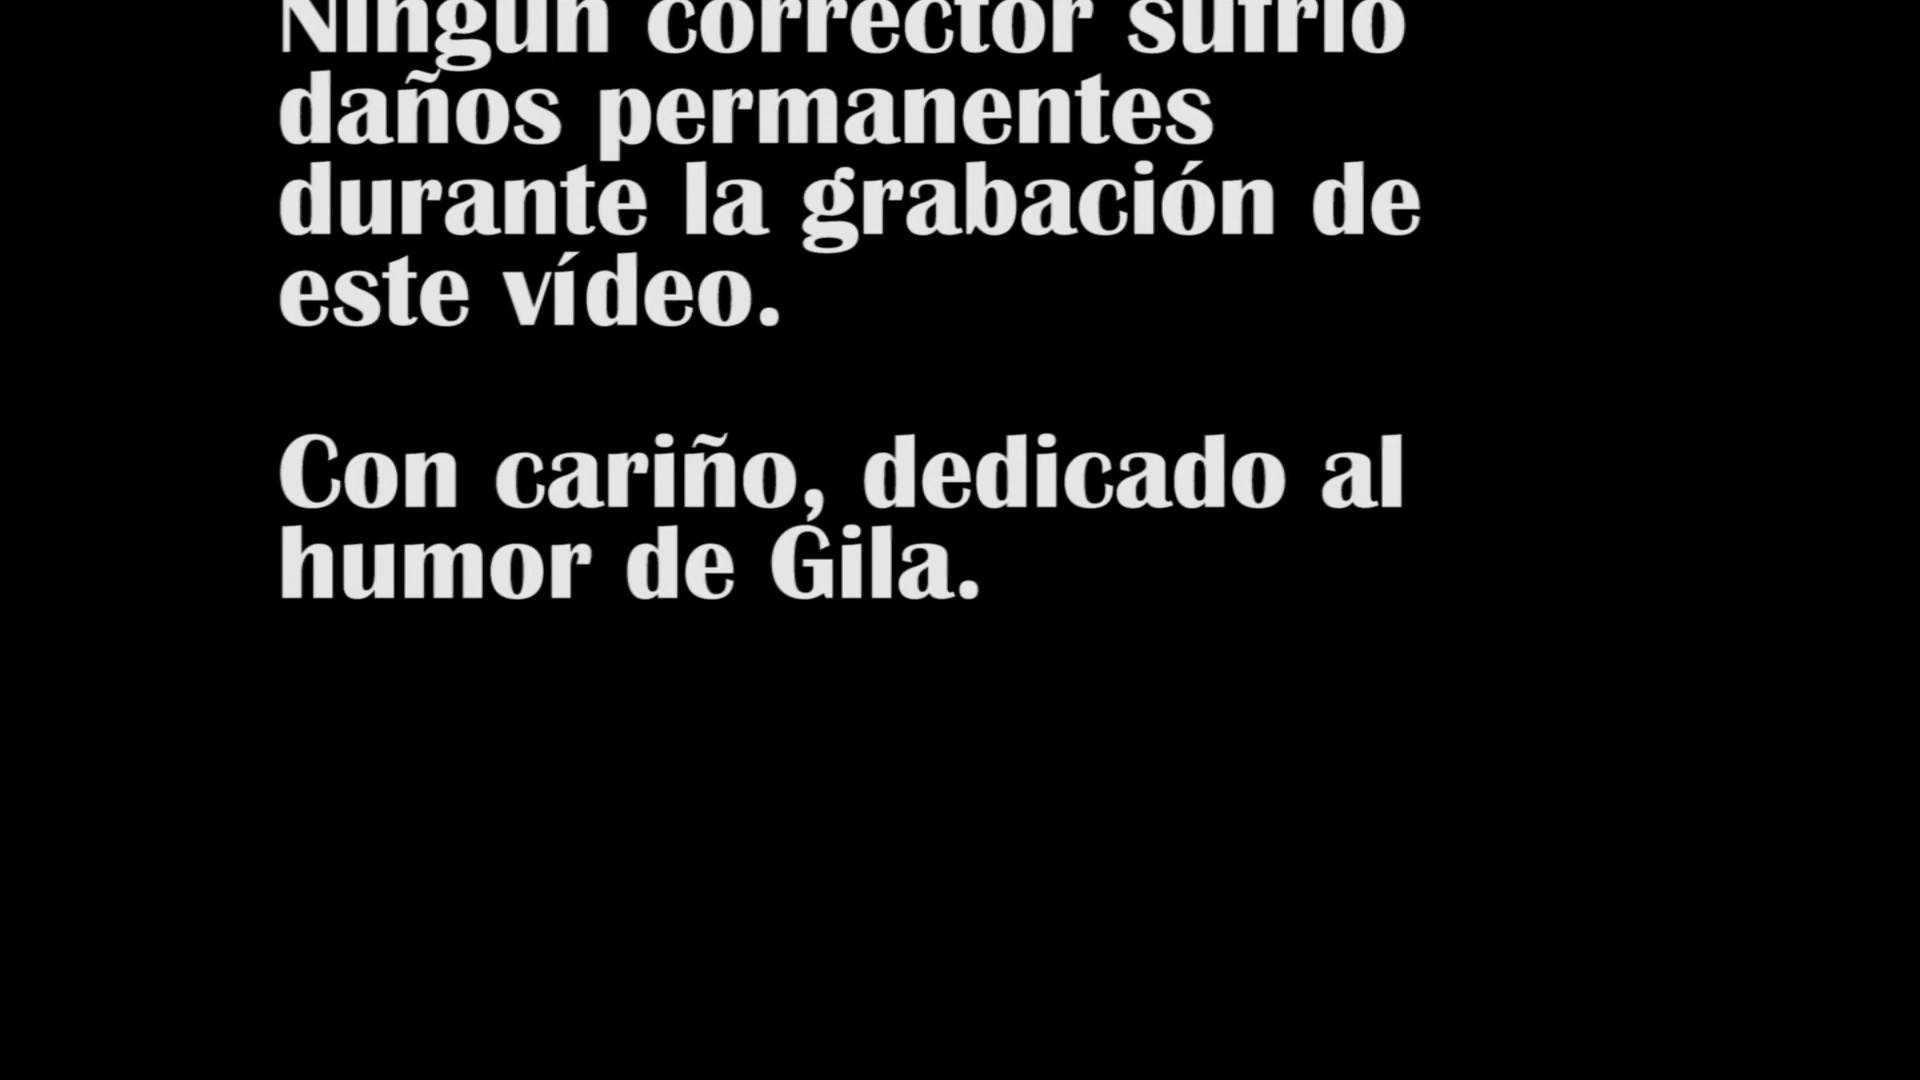 Ningún corrector sufrió
daños permanentes
durante la grabación de
este vídeo.
Con cariño, dedicado al
humor de Gila.